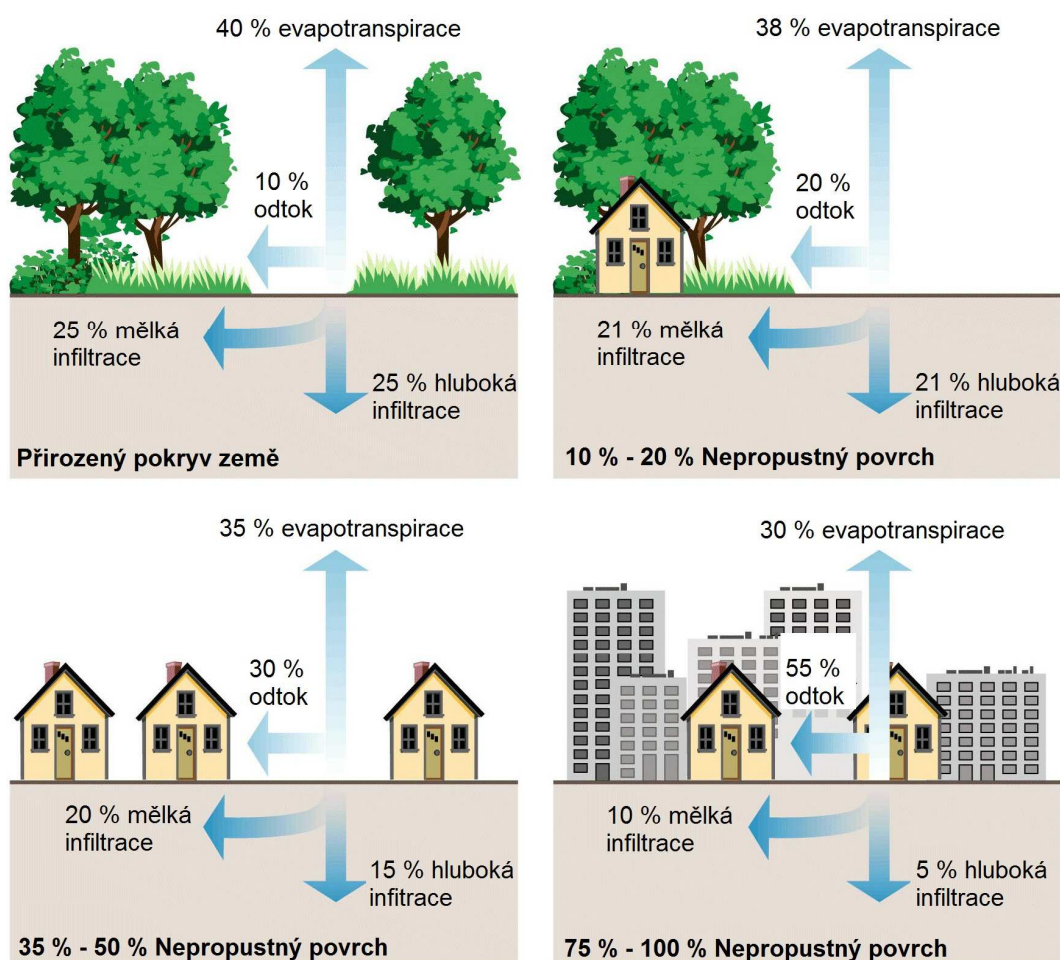 40 % evapotranspirace
10 %
odtok
25 % mělká
infiltrace
25 % hluboká
infiltrace
Přirozený pokryv země
38 % evapotranspirace
20 %
odtok
21 % mělká
infiltrace
21 % hluboká
infiltrace
10 % - 20 % Nepropustný povrch
35 % evapotranspirace
30 %
odtok
20 % mělká
infiltrace
15 % hluboká
infitrace
35 % - 50 % Nepropustný povrch
30 % evapotranspirace
55 %
odtok
10 % mělká
infiltrace
5 % hluboká
infiltrace
75 % - 100 % Nepropustný povrch